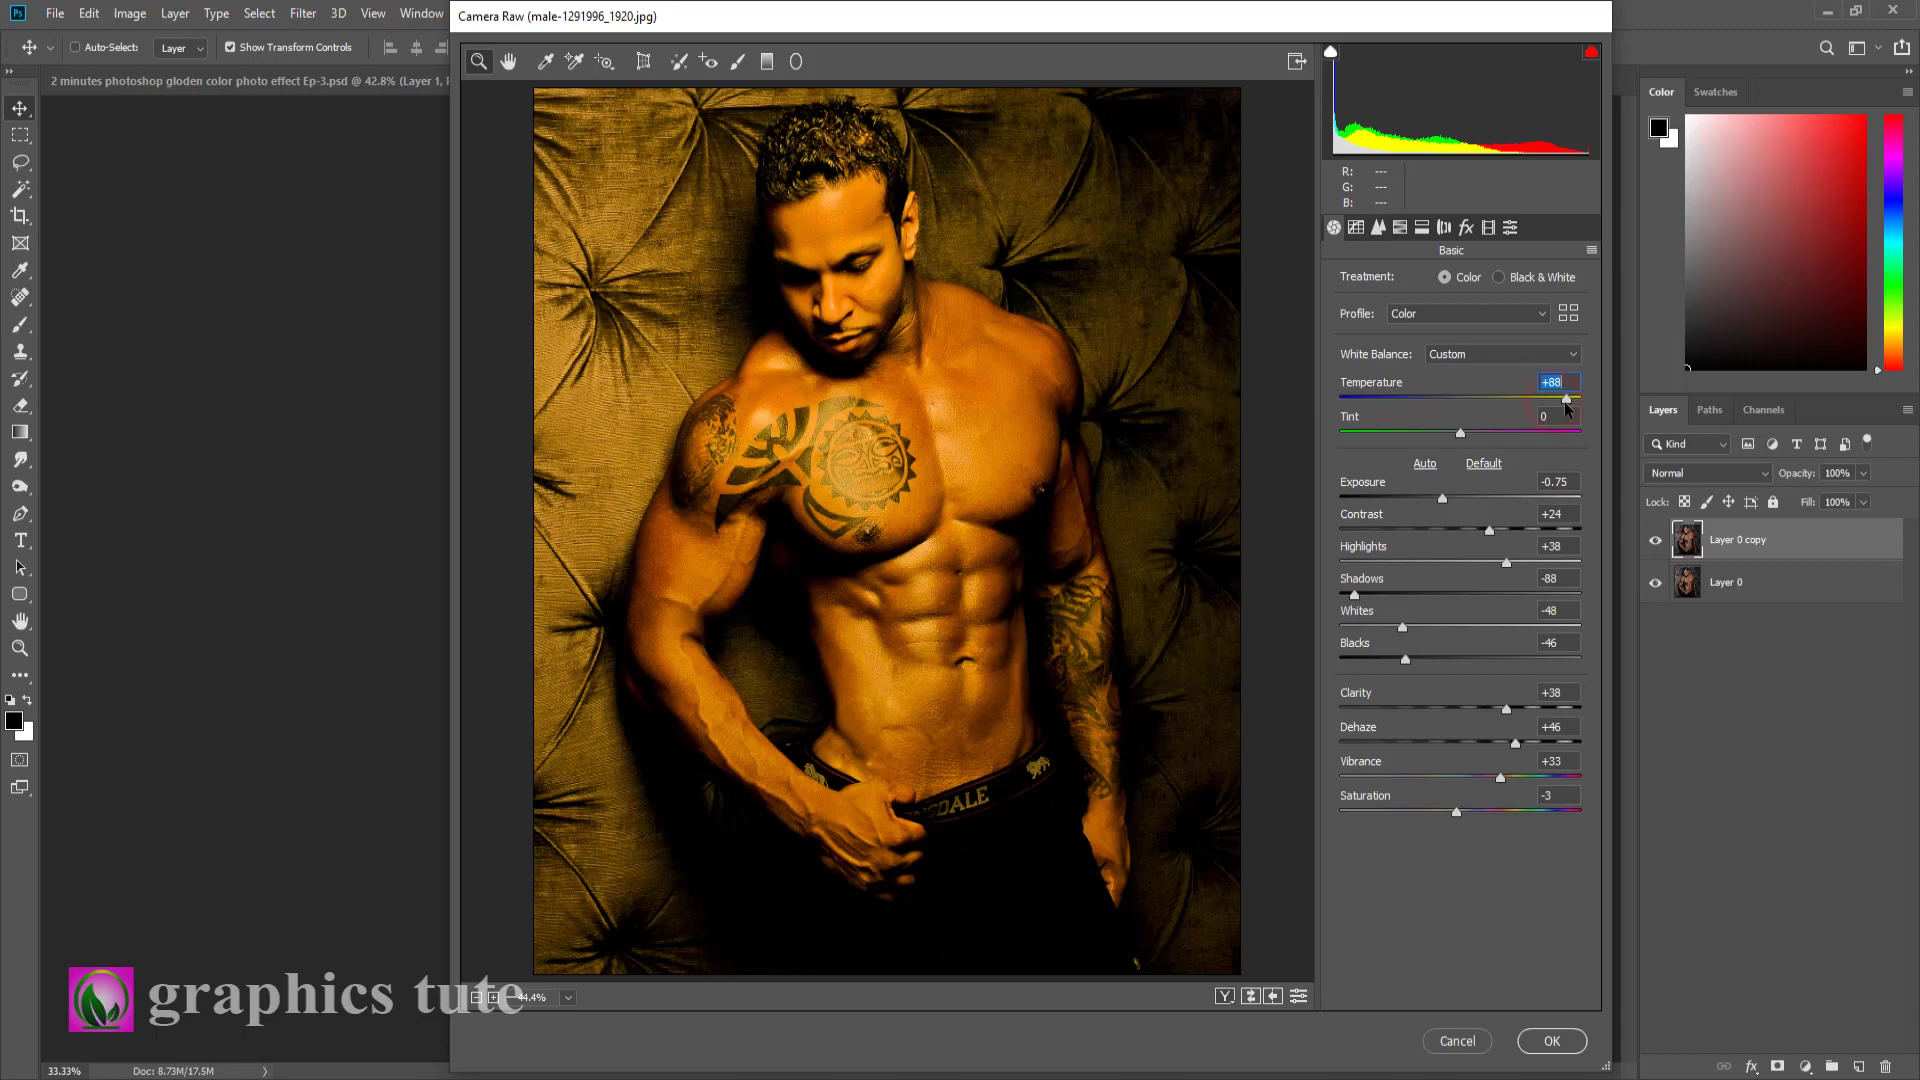 Ps File Edit Image Layer Type Select Filter 3D View Window
Camera Raw (male-1291996_1920.jpg)
Auto-Select: Layer Show Transform Controls
2 minutes photoshop gloden color photo effect Ep-3.psd @ 42.8% (Layer 1,
R: ---
G: ---
B: ---
Basic
Treatment: Color Black & White
Profile: Color
White Balance: Custom
Temperature +88
Tint 0
Auto Default
Exposure -0.75
Contrast +24
Highlights +38
Shadows -88
Whites -48
Blacks -46
Clarity +38
Dehaze +46
Vibrance +33
Saturation -3
NSDALE
44.4%
Cancel OK
Color Swatches
Layers Paths Channels
Kind
Normal Opacity: 100%
Lock: Fill: 100%
Layer 0 copy
Layer 0
graphics tute
33.33% Doc: 8.73M/17.5M